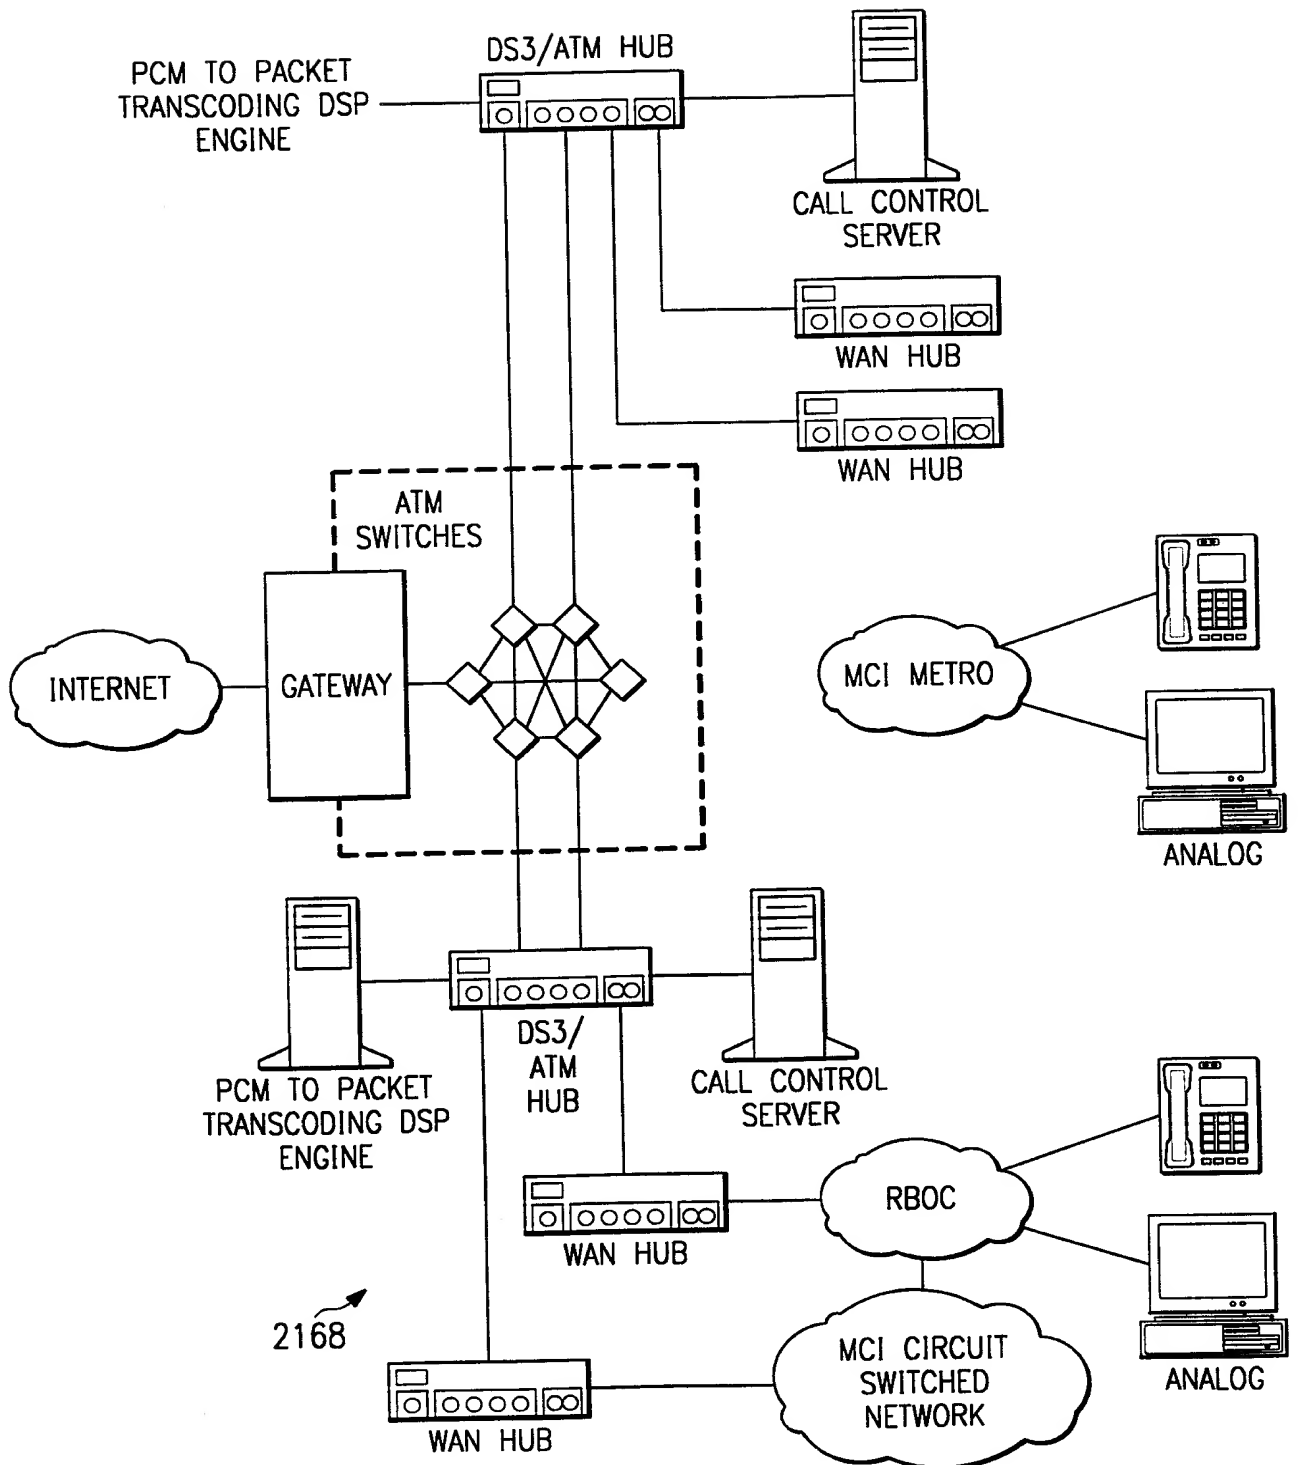 DS3/ATM HUB
PCM TO PACKET
TRANSCODING DSP
ENGINE
CALL CONTROL
SERVER
WAN HUB
WAN HUB
ATM
SWITCHES
INTERNET
GATEWAY
MCI METRO
ANALOG
DS3/
ATM
HUB
PCM TO PACKET
TRANSCODING DSP
ENGINE
CALL CONTROL
SERVER
RBOC
WAN HUB
2168
MCI CIRCUIT
SWITCHED
NETWORK
ANALOG
WAN HUB